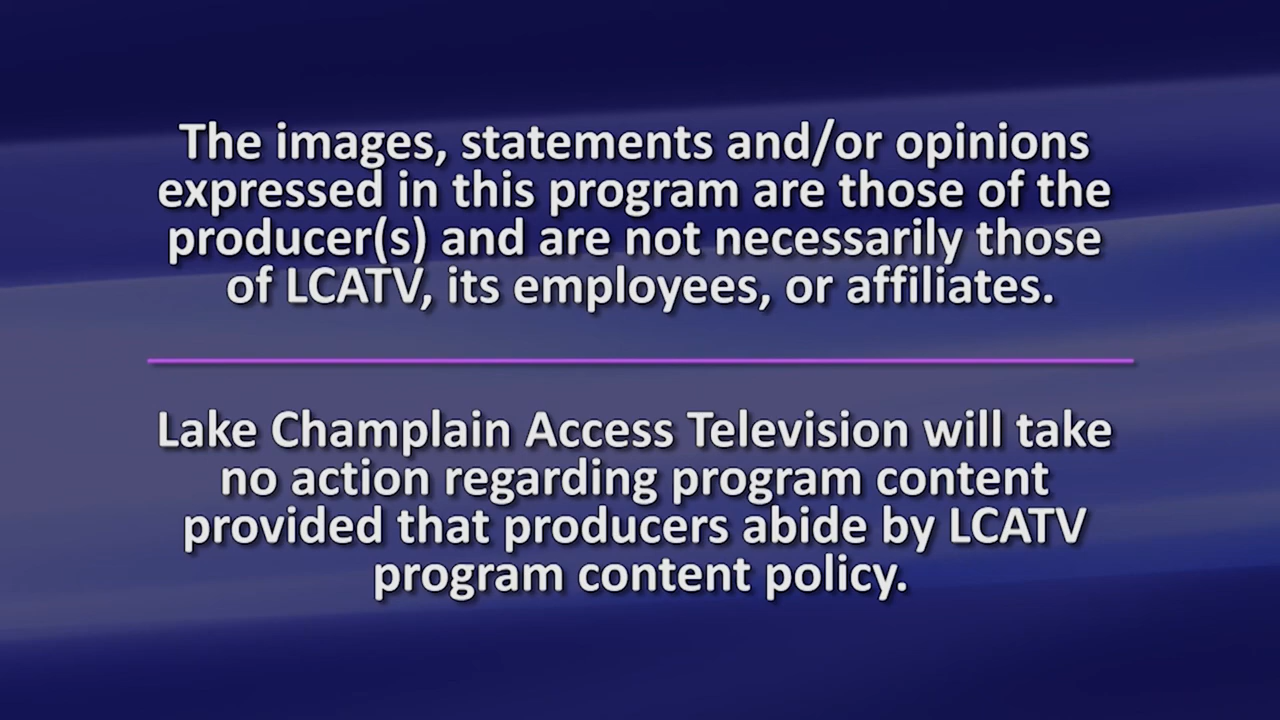 The images, statements and/or opinions
expressed in this program are those of the
producer(s) and are not necessarily those
of LCATV, its employees, or affiliates.
Lake Champlain Access Television will take
no action regarding program content
provided that producers abide by LCATV
program content policy.